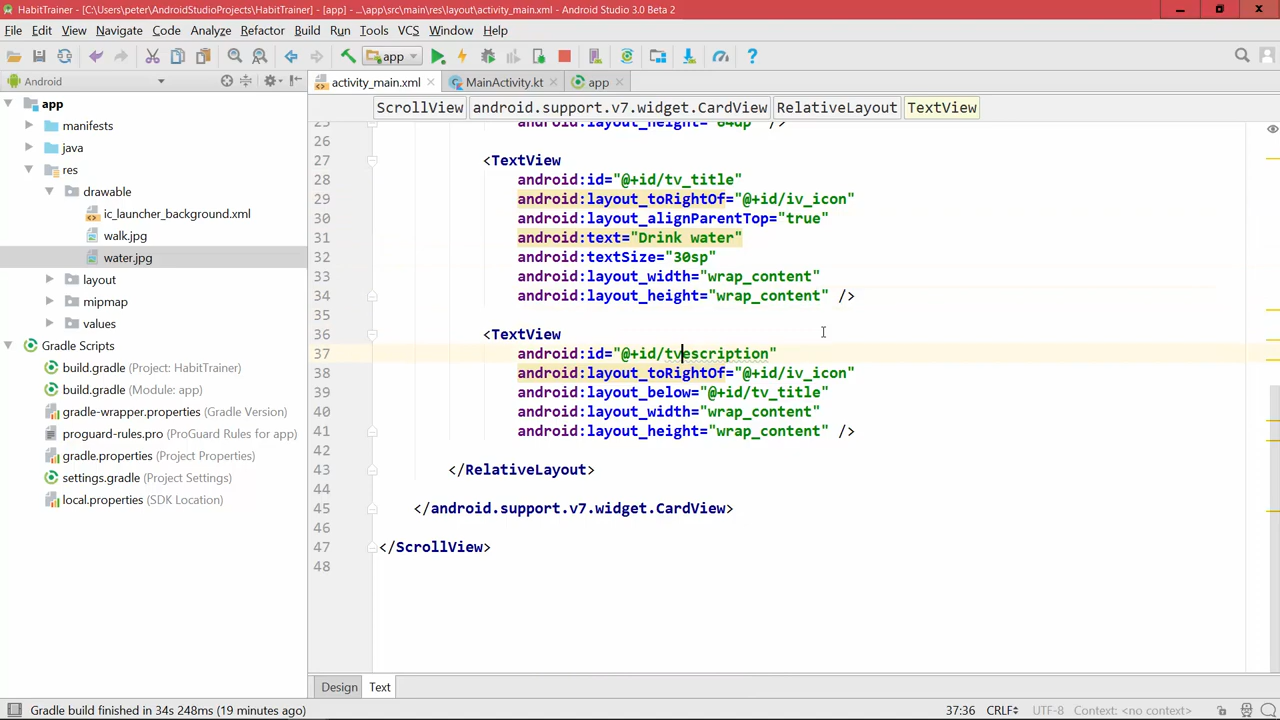 HabitTrainer - [C:\Users\peter\AndroidStudioProjects\HabitTrainer] - [app] - ...\app\src\main\res\layout\activity_main.xml - Android Studio 3.0 Beta 2
File Edit View Navigate Code Analyze Refactor Build Run Tools VCS Window Help
app
Android
activity_main.xml MainActivity.kt app
ScrollView android.support.v7.widget.CardView RelativeLayout TextView
app
manifests
java
res
drawable
ic_launcher_background.xml
walk.jpg
water.jpg
layout
mipmap
values
Gradle Scripts
build.gradle (Project: HabitTrainer)
build.gradle (Module: app)
gradle-wrapper.properties (Gradle Version)
proguard-rules.pro (ProGuard Rules for app)
gradle.properties (Project Properties)
settings.gradle (Project Settings)
local.properties (SDK Location)
25 android:layout_height="64dp" />
26
27 <TextView
28 android:id="@+id/tv_title"
29 android:layout_toRightOf="@+id/iv_icon"
30 android:layout_alignParentTop="true"
31 android:text="Drink water"
32 android:textSize="30sp"
33 android:layout_width="wrap_content"
34 android:layout_height="wrap_content" />
35
36 <TextView
37 android:id="@+id/tvescription"
38 android:layout_toRightOf="@+id/iv_icon"
39 android:layout_below="@+id/tv_title"
40 android:layout_width="wrap_content"
41 android:layout_height="wrap_content" />
42
43 </RelativeLayout>
44
45 </android.support.v7.widget.CardView>
46
47 </ScrollView>
48
Design Text
Gradle build finished in 34s 248ms (19 minutes ago) 37:36 CRLF UTF-8 Context: <no context>